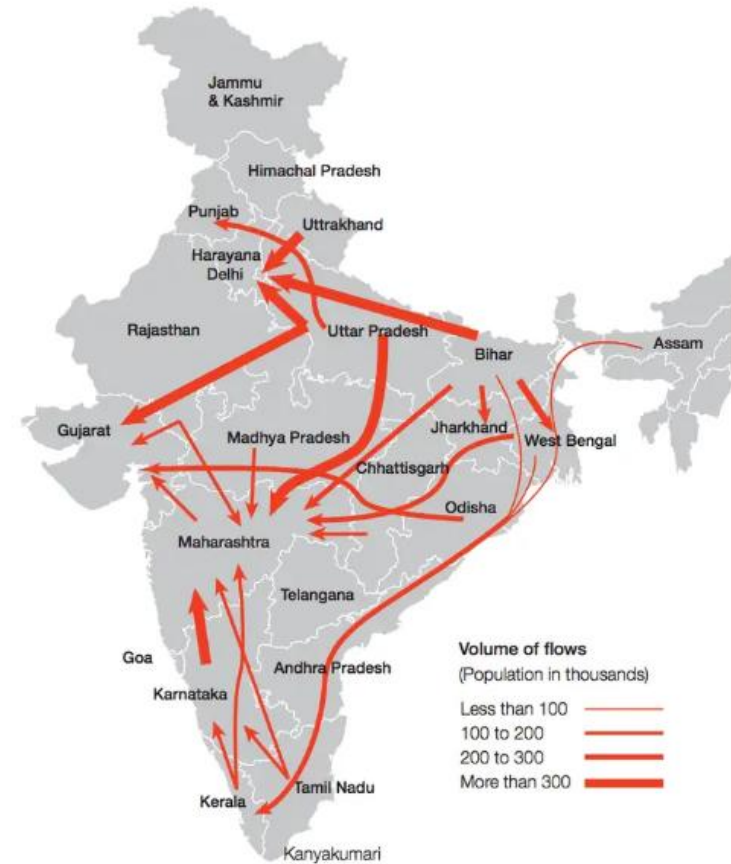 Jammu
& Kashmir
Himachal Pradesh
Punjab
Uttrakhand
Harayana
Delhi
Rajasthan
Uttar Pradesh
Bihar
Assam
Gujarat
Madhya Pradesh
Jharkhand
West Bengal
Chhattisgarh
Odisha
Maharashtra
Telangana
Goa
Andhra Pradesh
Karnataka
Kerala
Tamil Nadu
Kanyakumari
Volume of flows
(Population in thousands)
Less than 100
100 to 200
200 to 300
More than 300